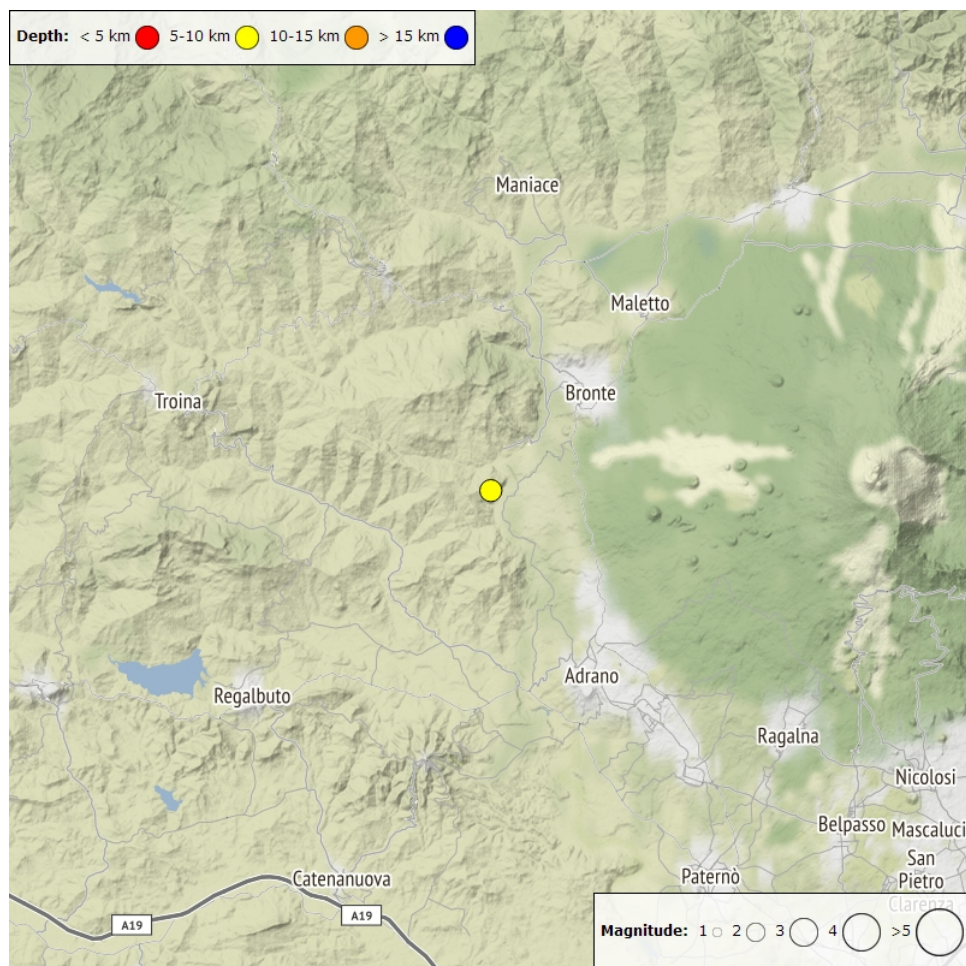 Depth: < 5 km 5-10 km 10-15 km > 15 km
Maniace
Maletto
Bronte
Troina
Adrano
Regalbuto
Ragalna
Nicolosi
Belpasso
Mascaluci
San
Pietro
Clarenza
Paternò
Catenanuova
A19
A19
Magnitude: 1 2 3 4 >5